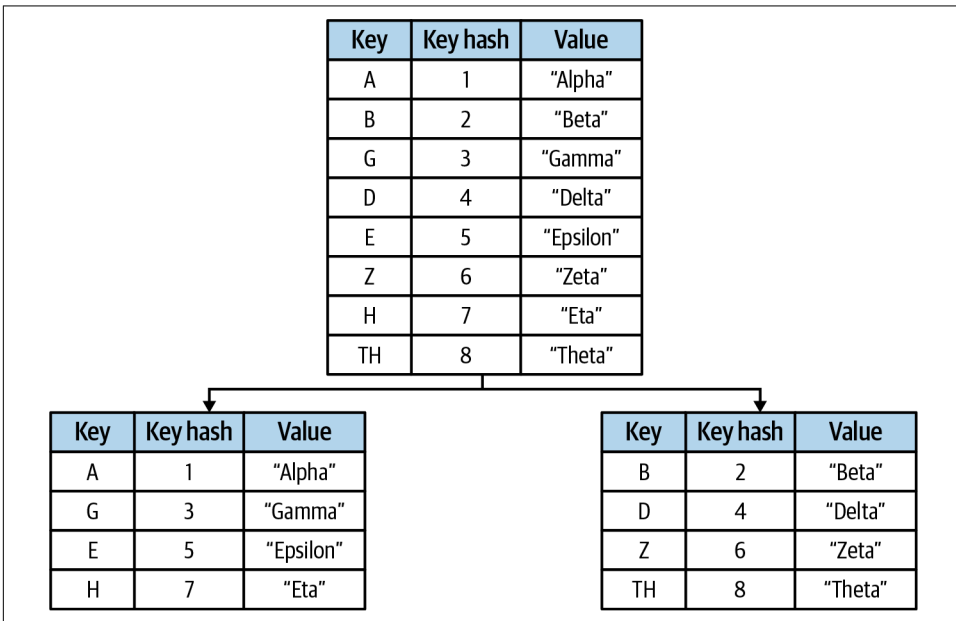 Key Key hash Value
A 1 “Alpha”
B 2 “Beta”
G 3 “Gamma”
D 4 “Delta”
E 5 “Epsilon”
Z 6 “Zeta”
H 7 “Eta”
TH 8 “Theta”
Key Key hash Value
A 1 “Alpha”
G 3 “Gamma”
E 5 “Epsilon”
H 7 “Eta”
Key Key hash Value
B 2 “Beta”
D 4 “Delta”
Z 6 “Zeta”
TH 8 “Theta”